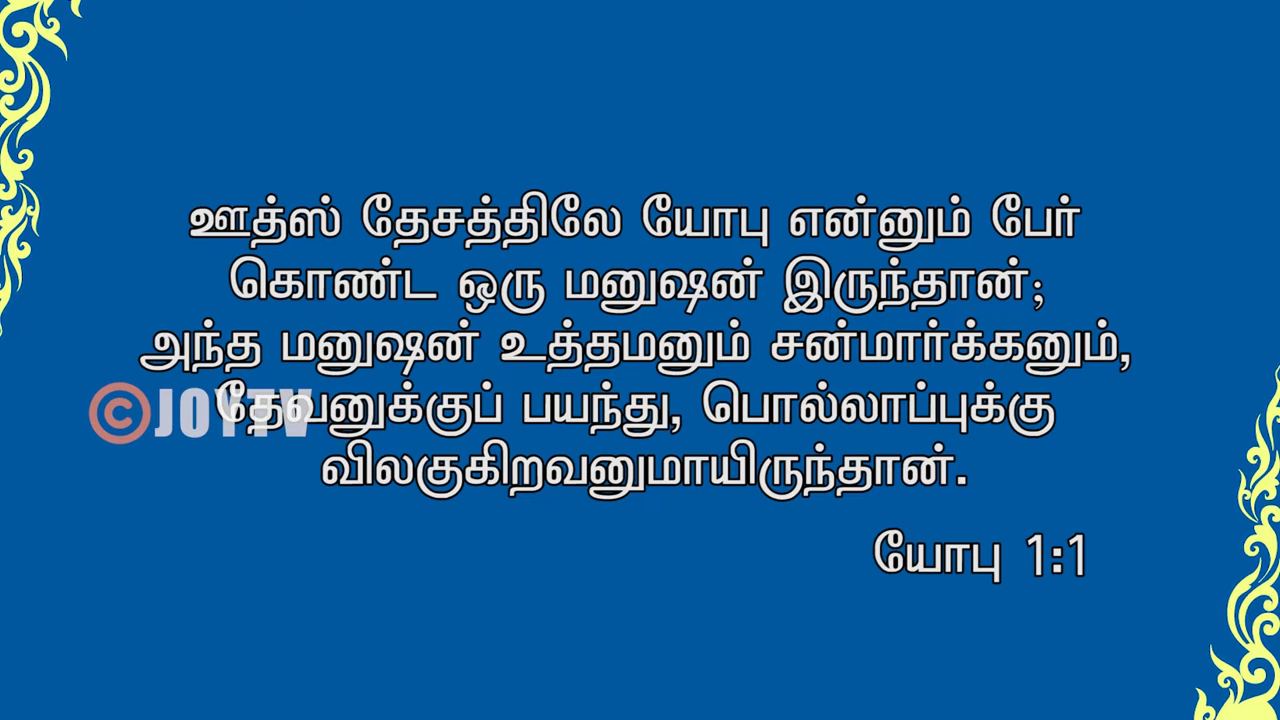 ஊத்ஸ் தேசத்திலே யோபு என்னும் பேர்
கொண்ட ஒரு மனுஷன் இருந்தான்;
அந்த மனுஷன் உத்தமனும் சன்மார்க்கனும்,
தேவனுக்குப் பயந்து, பொல்லாப்புக்கு
விலகுகிறவனுமாயிருந்தான்.
யோபு 1:1
© JOYTV